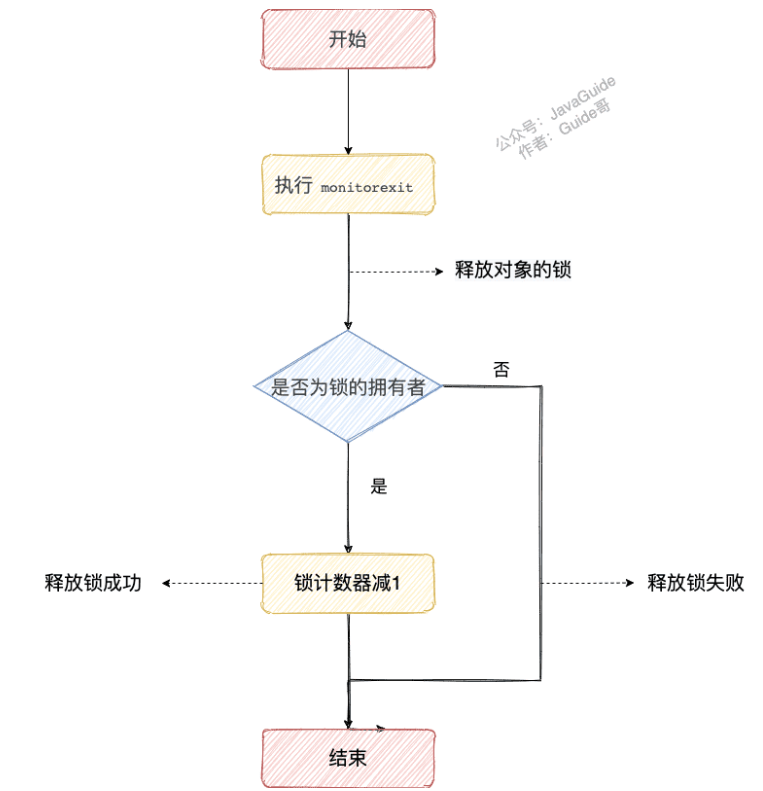 开始
公众号：JavaGuide
作者：Guide哥
执行 monitorexit
释放对象的锁
是否为锁的拥有者
否
是
释放锁成功
锁计数器减1
释放锁失败
结束